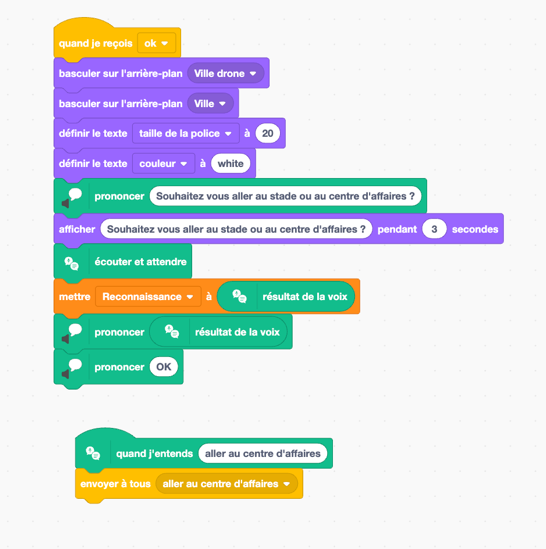 quand je reçois ok
basculer sur l'arrière-plan Ville drone
basculer sur l'arrière-plan Ville
définir le texte taille de la police à 20
définir le texte couleur à white
prononcer Souhaitez vous aller au stade ou au centre d'affaires ?
afficher Souhaitez vous aller au stade ou au centre d'affaires ? pendant 3 secondes
écouter et attendre
mettre Reconnaissance à résultat de la voix
prononcer résultat de la voix
prononcer OK
quand j'entends aller au centre d'affaires
envoyer à tous aller au centre d'affaires